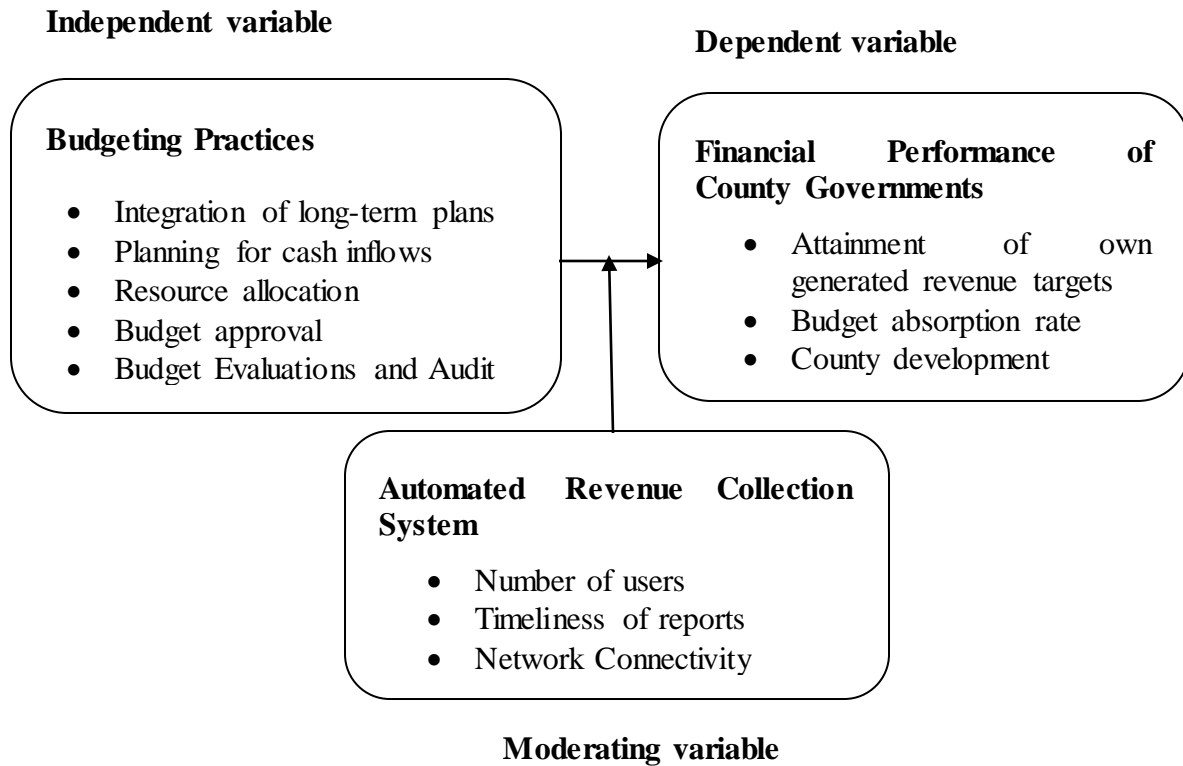 Independent variable
Dependent variable
Budgeting Practices
• Integration of long-term plans
• Planning for cash inflows
• Resource allocation
• Budget approval
• Budget Evaluations and Audit
Financial Performance of
County Governments
• Attainment of own
generated revenue targets
• Budget absorption rate
• County development
Automated Revenue Collection
System
• Number of users
• Timeliness of reports
• Network Connectivity
Moderating variable